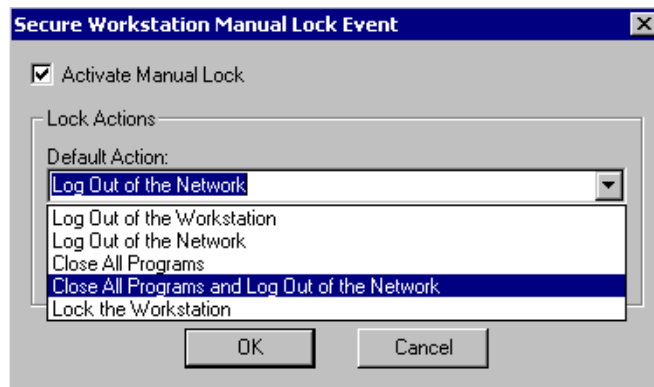 Secure Workstation Manual Lock Event
Activate Manual Lock
Lock Actions
Default Action:
Log Out of the Network
Log Out of the Workstation
Log Out of the Network
Close All Programs
Close All Programs and Log Out of the Network
Lock the Workstation
OK Cancel